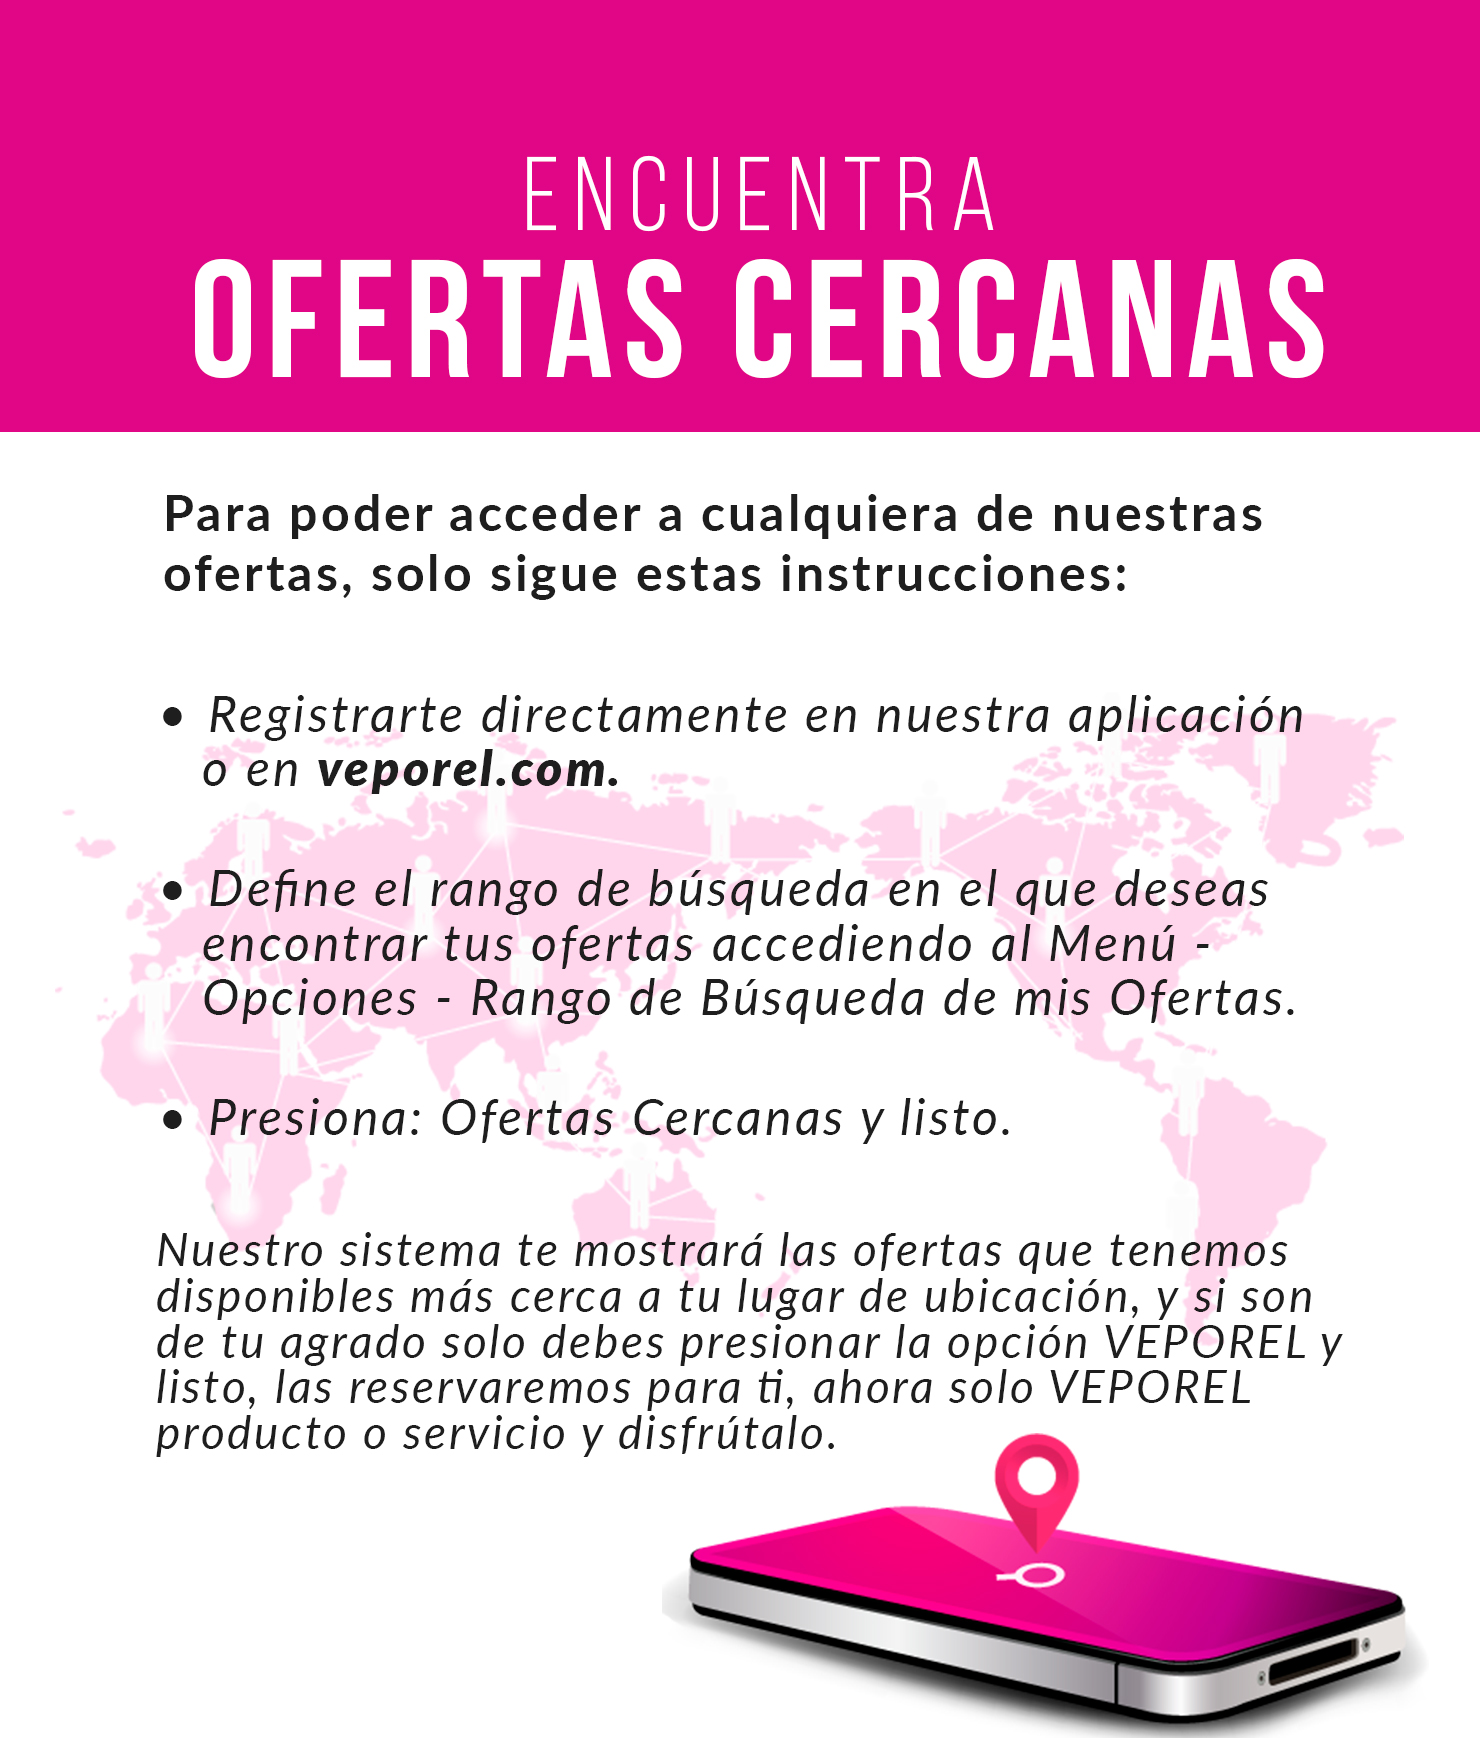 ENCUENTRA
OFERTAS CERCANAS
Para poder acceder a cualquiera de nuestras
ofertas, solo sigue estas instrucciones:
• Registrarte directamente en nuestra aplicación
o en veporel.com.
• Define el rango de búsqueda en el que deseas
encontrar tus ofertas accediendo al Menú -
Opciones - Rango de Búsqueda de mis Ofertas.
• Presiona: Ofertas Cercanas y listo.
Nuestro sistema te mostrará las ofertas que tenemos
disponibles más cerca a tu lugar de ubicación, y si son
de tu agrado solo debes presionar la opción VEPOREL y
listo, las reservaremos para ti, ahora solo VEPOREL
producto o servicio y disfrútalo.